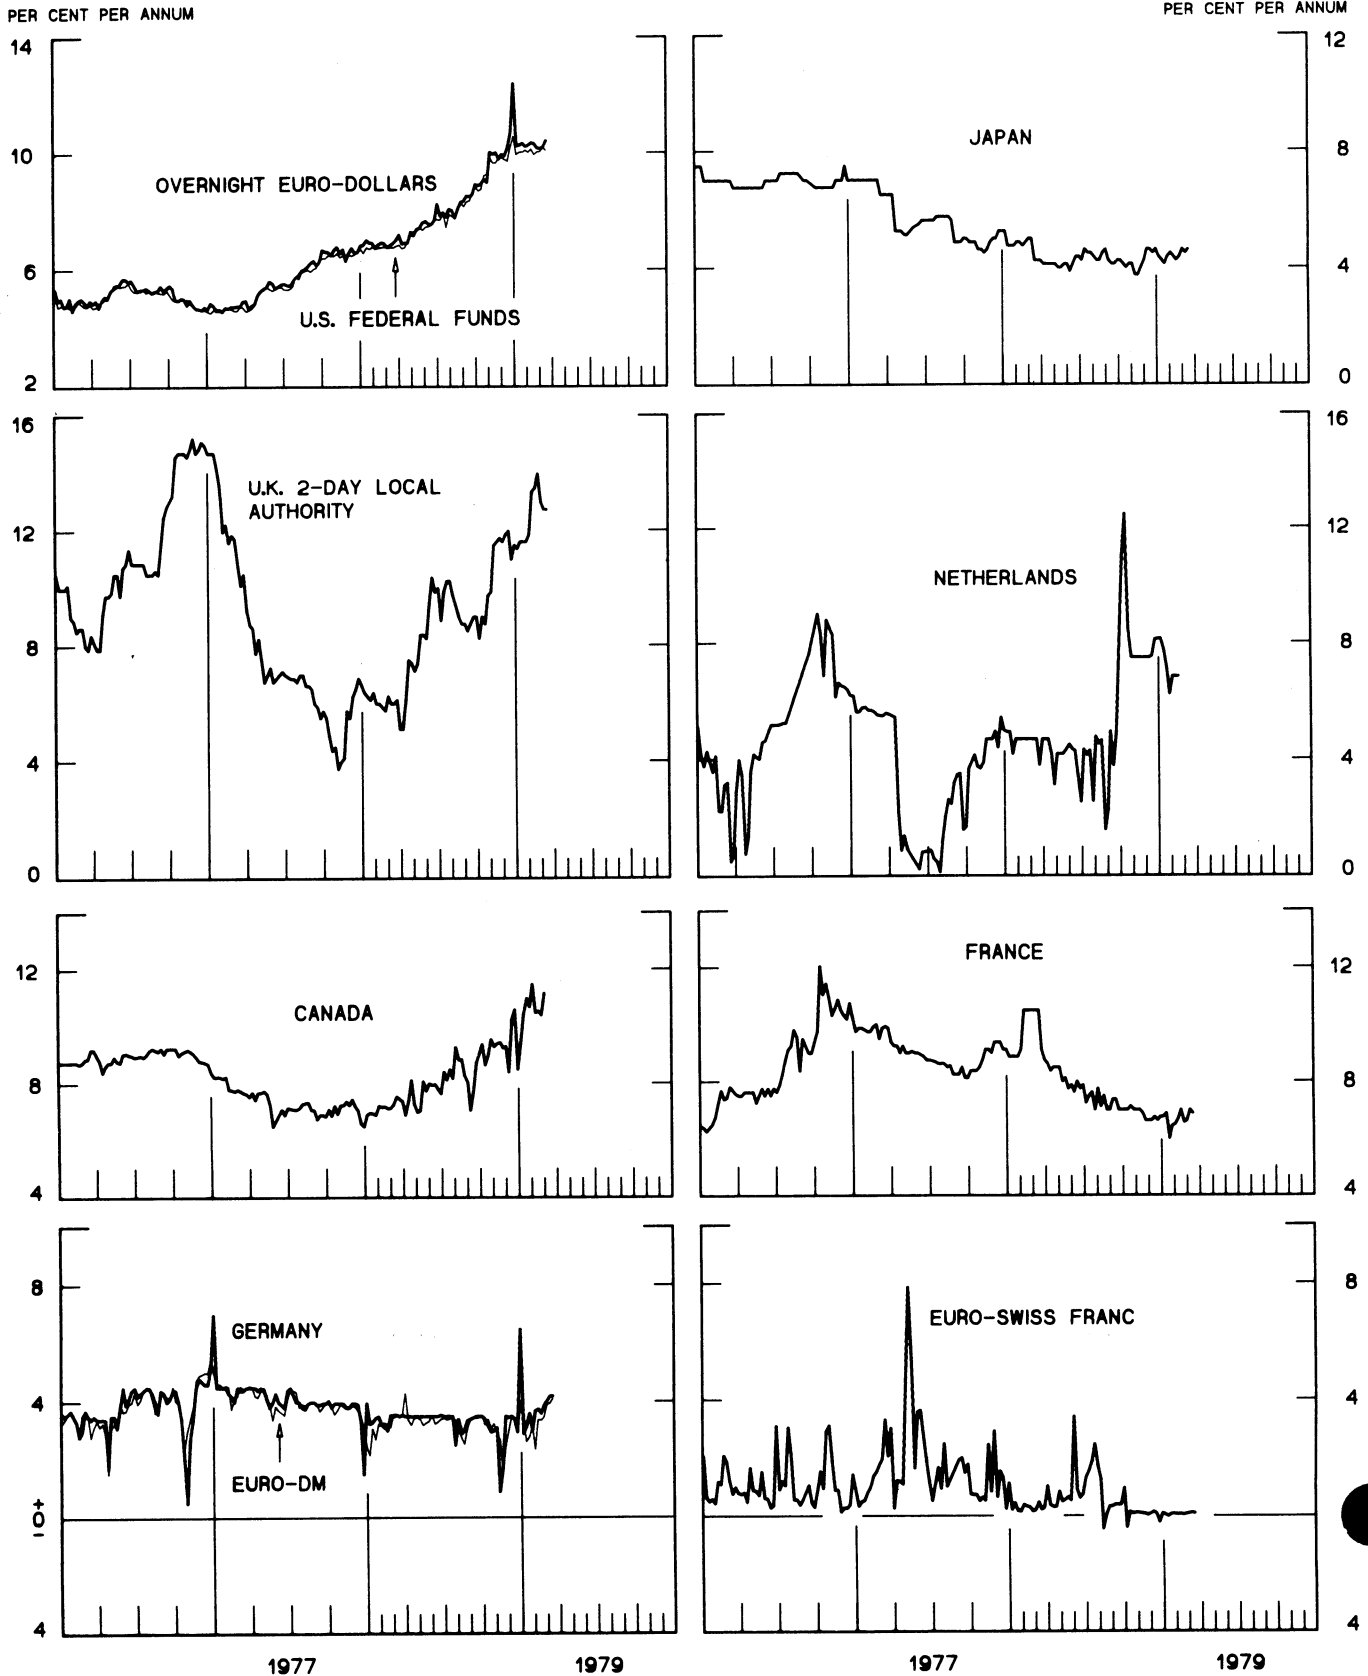 PER CENT PER ANNUM
PER CENT PER ANNUM
14
10
6
2
OVERNIGHT EURO-DOLLARS
U.S. FEDERAL FUNDS
JAPAN
12
8
4
0
16
12
8
4
0
U.K. 2-DAY LOCAL
AUTHORITY
NETHERLANDS
16
12
8
4
0
12
8
4
CANADA
FRANCE
12
8
4
8
4
+
0
−
4
GERMANY
EURO-DM
EURO-SWISS FRANC
8
4
4
1977
1979
1977
1979